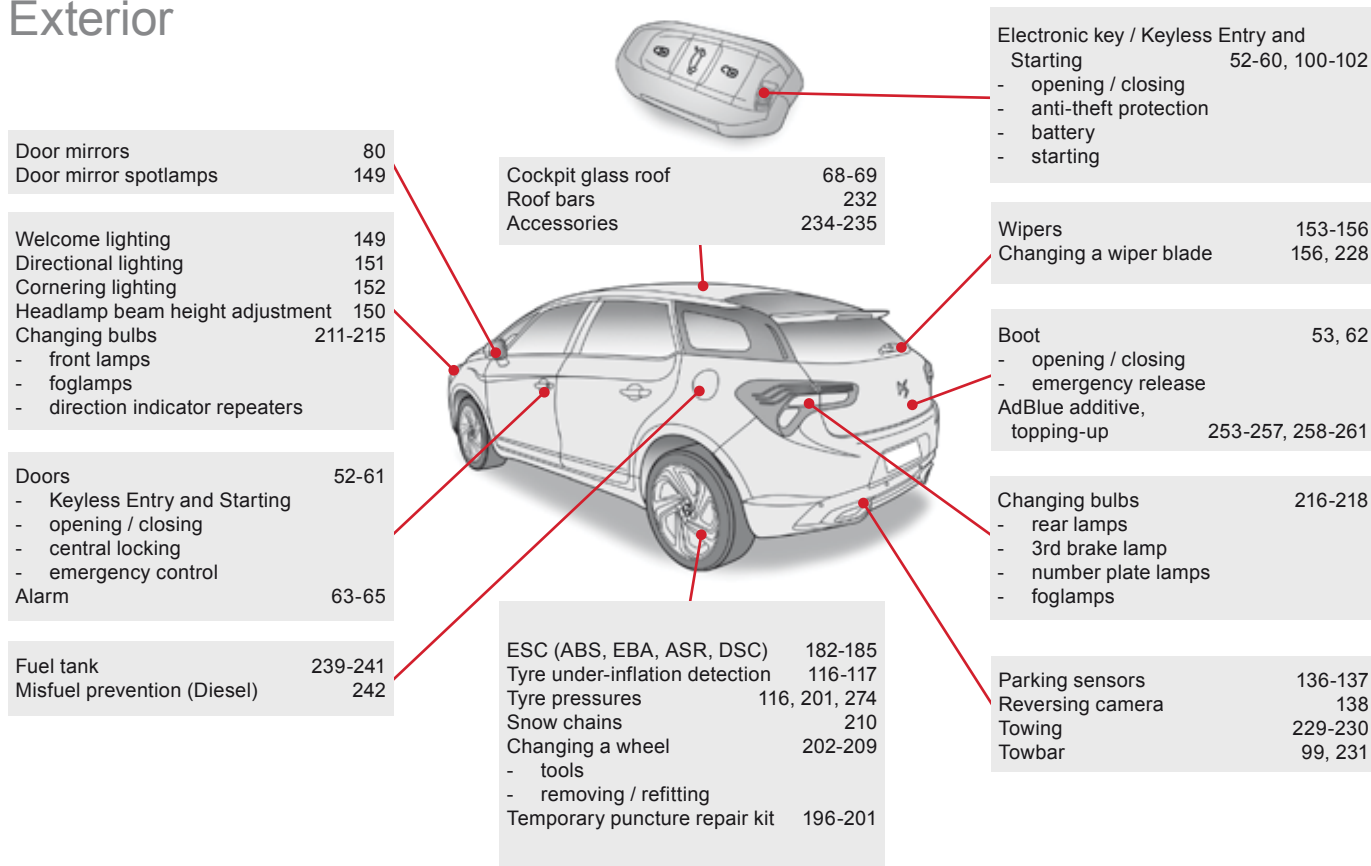 Exterior
Electronic key / Keyless Entry and
Starting 52-60, 100-102
- opening / closing
- anti-theft protection
- battery
- starting
Door mirrors 80
Door mirror spotlamps 149
Cockpit glass roof 68-69
Roof bars 232
Accessories 234-235
Welcome lighting 149
Directional lighting 151
Cornering lighting 152
Headlamp beam height adjustment 150
Changing bulbs 211-215
- front lamps
- foglamps
- direction indicator repeaters
Wipers 153-156
Changing a wiper blade 156, 228
Boot 53, 62
- opening / closing
- emergency release
AdBlue additive,
topping-up 253-257, 258-261
Doors 52-61
- Keyless Entry and Starting
- opening / closing
- central locking
- emergency control
Alarm 63-65
Changing bulbs 216-218
- rear lamps
- 3rd brake lamp
- number plate lamps
- foglamps
Fuel tank 239-241
Misfuel prevention (Diesel) 242
ESC (ABS, EBA, ASR, DSC) 182-185
Tyre under-inflation detection 116-117
Tyre pressures 116, 201, 274
Snow chains 210
Changing a wheel 202-209
- tools
- removing / refitting
Temporary puncture repair kit 196-201
Parking sensors 136-137
Reversing camera 138
Towing 229-230
Towbar 99, 231